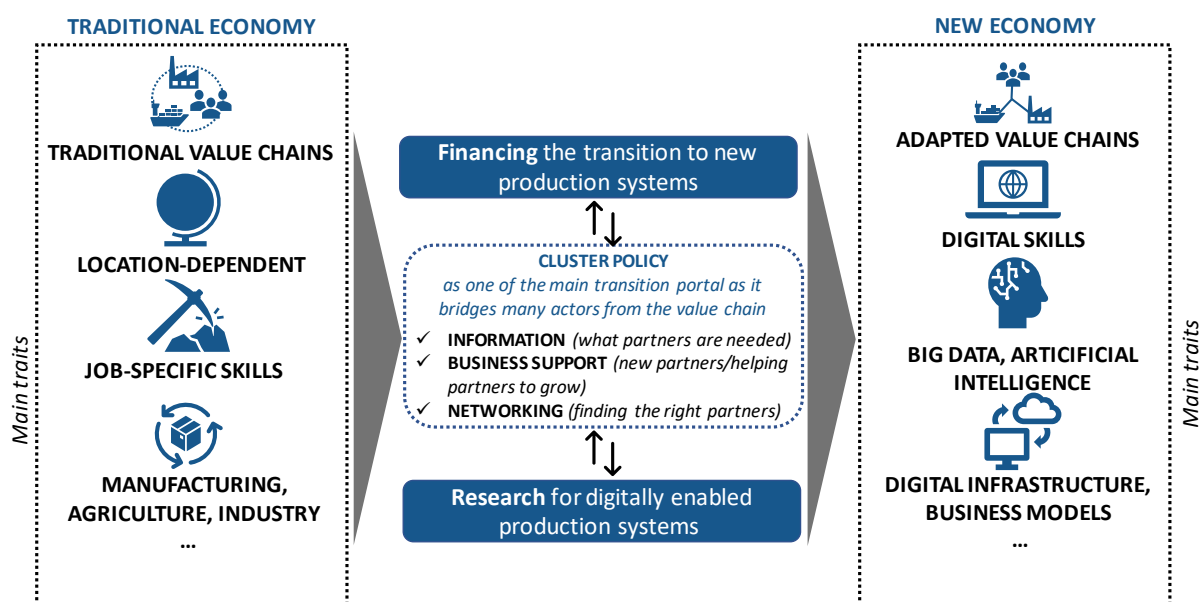 TRADITIONAL ECONOMY
TRADITIONAL VALUE CHAINS
LOCATION-DEPENDENT
JOB-SPECIFIC SKILLS
MANUFACTURING,
AGRICULTURE, INDUSTRY
...
Main traits
Financing the transition to new
production systems
CLUSTER POLICY
as one of the main transition portal as it
bridges many actors from the value chain
✓ INFORMATION (what partners are needed)
✓ BUSINESS SUPPORT (new partners/helping
partners to grow)
✓ NETWORKING (finding the right partners)
Research for digitally enabled
production systems
NEW ECONOMY
ADAPTED VALUE CHAINS
DIGITAL SKILLS
BIG DATA, ARTICIFICIAL
INTELLIGENCE
DIGITAL INFRASTRUCTURE,
BUSINESS MODELS
...
Main traits